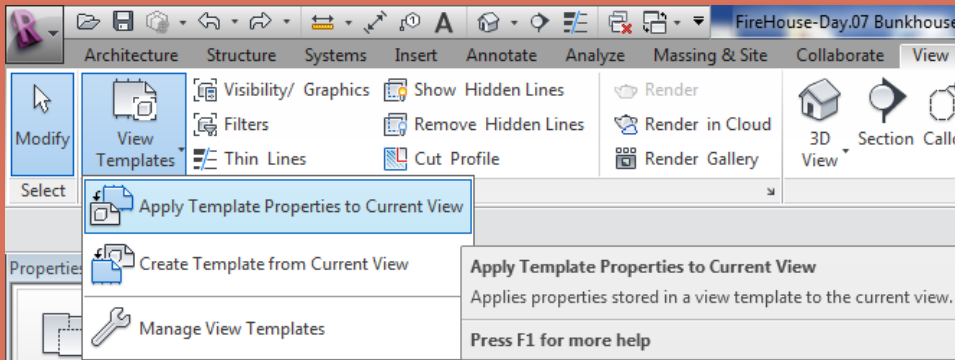 FireHouse-Day.07 Bunkhouse
Architecture Structure Systems Insert Annotate Analyze Massing & Site Collaborate View
Modify
View
Templates
Visibility/ Graphics
Filters
Thin Lines
Show Hidden Lines
Remove Hidden Lines
Cut Profile
Render
Render in Cloud
Render Gallery
3D
View
Section
Callo
Select
Apply Template Properties to Current View
Create Template from Current View
Manage View Templates
Properties
Apply Template Properties to Current View
Applies properties stored in a view template to the current view.
Press F1 for more help